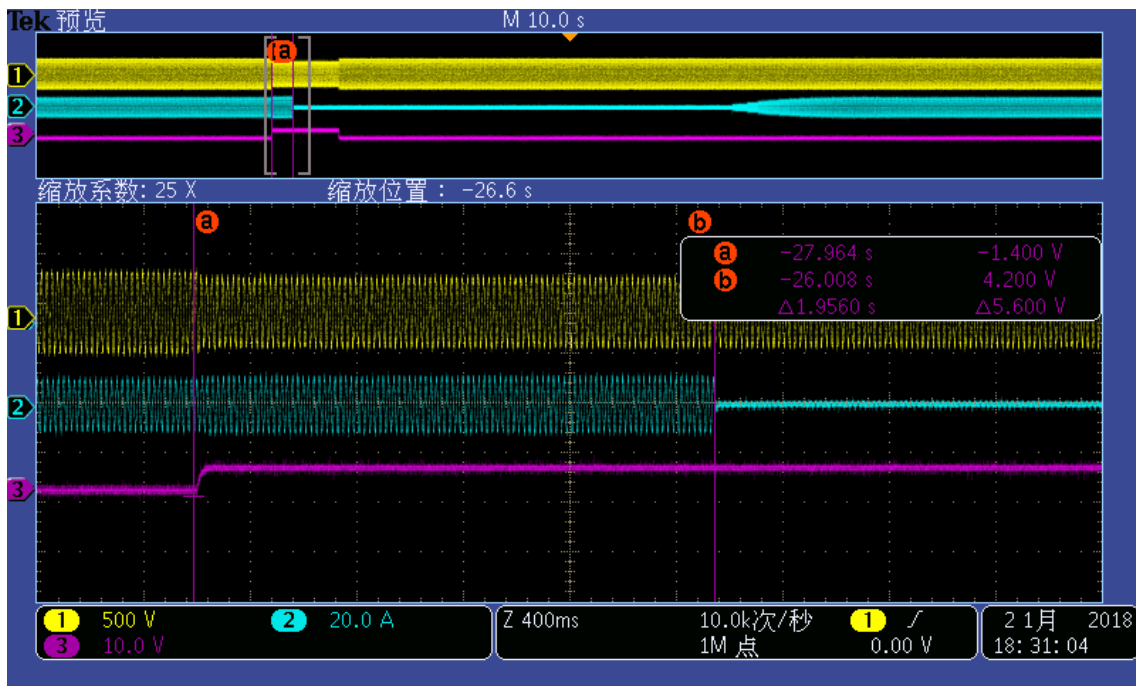 Tek 预览 M 10.0 s
a
1
2
3
缩放系数: 25 X 缩放位置: -26.6 s
a b
a -27.964 s -1.400 V
b -26.008 s 4.200 V
△1.9560 s △5.600 V
1
2
3
1 500 V 2 20.0 A Z 400ms 10.0k次/秒 1 2 1月 2018
3 10.0 V 1M 点 0.00 V 18:31:04